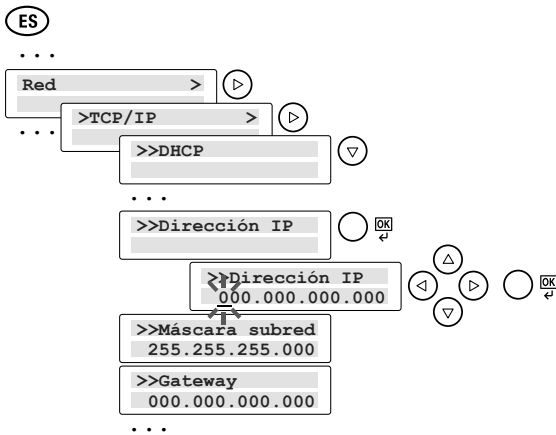 ES
. . .
Red >
. . .
>TCP/IP >
>>DHCP
. . .
>>Dirección IP
OK
>>Dirección IP
000.000.000.000
OK
>>Máscara subred
255.255.255.000
>>Gateway
000.000.000.000
. . .